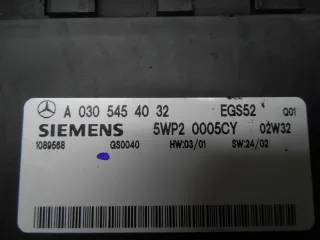 A 030 545 40 32 EGS52 Q01
SIEMENS 5WP2 0005CY 02W32
1089568 GS0040 HW:03/01 SW:24/02